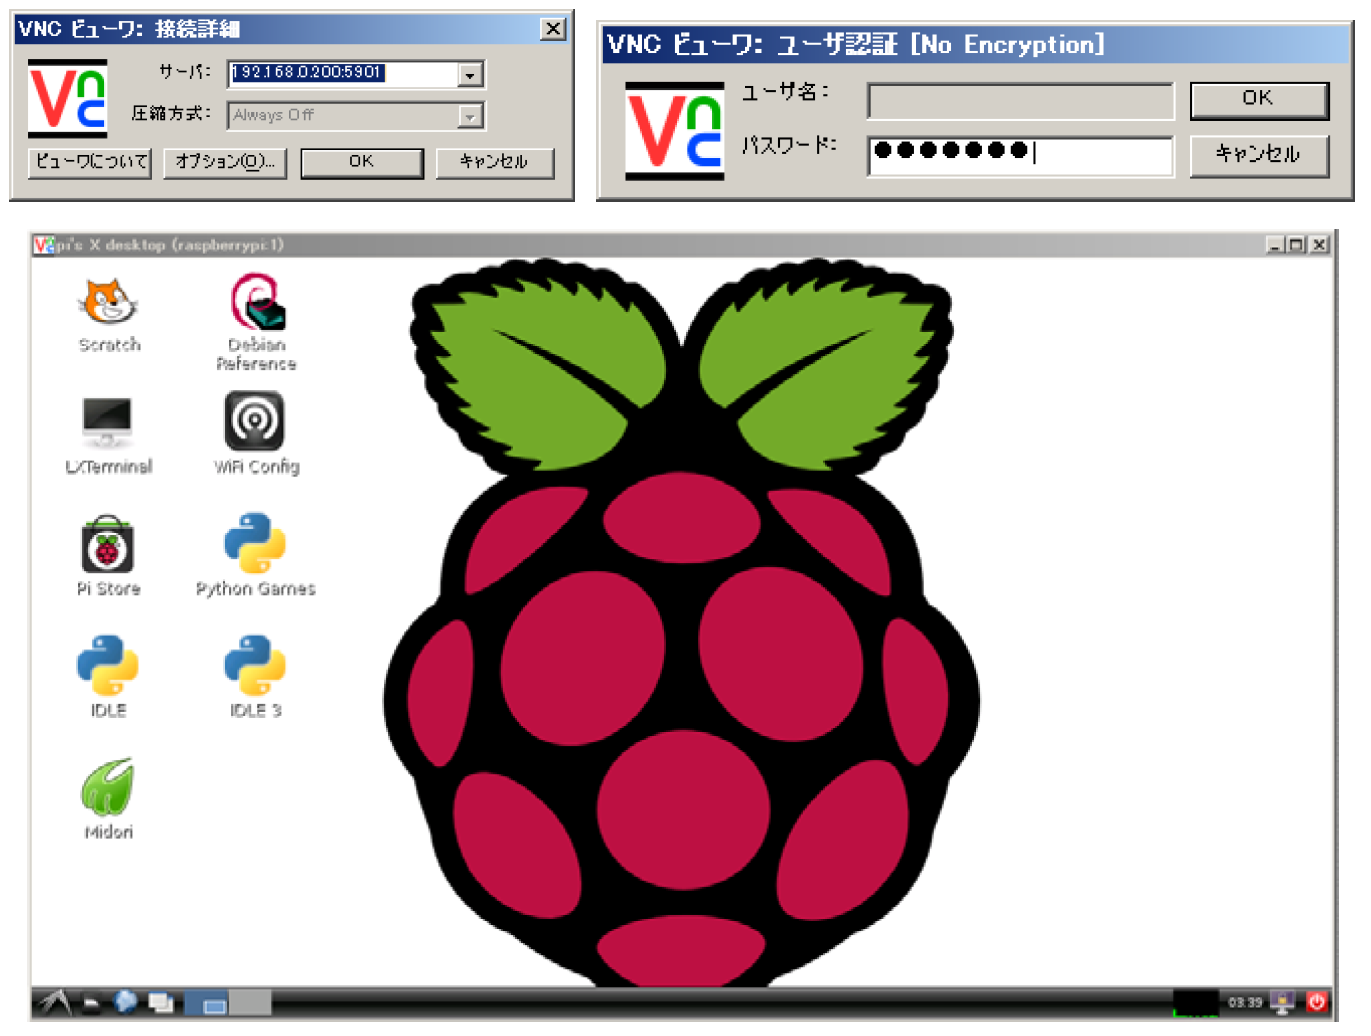 VNC ビューワ: 接続詳細
サーバ:
192.168.0.200:5901
圧縮方式:
Always Off
ビューワについて
オプション(O)...
OK
キャンセル
VNC ビューワ: ユーザ認証 [No Encryption]
ユーザ名:
OK
パスワード:
●●●●●●●
キャンセル
pi's X desktop (raspberrypi:1)
Scratch
Debian
Reference
LXTerminal
WiFi Config
Pi Store
Python Games
IDLE
IDLE 3
Midori
03:39